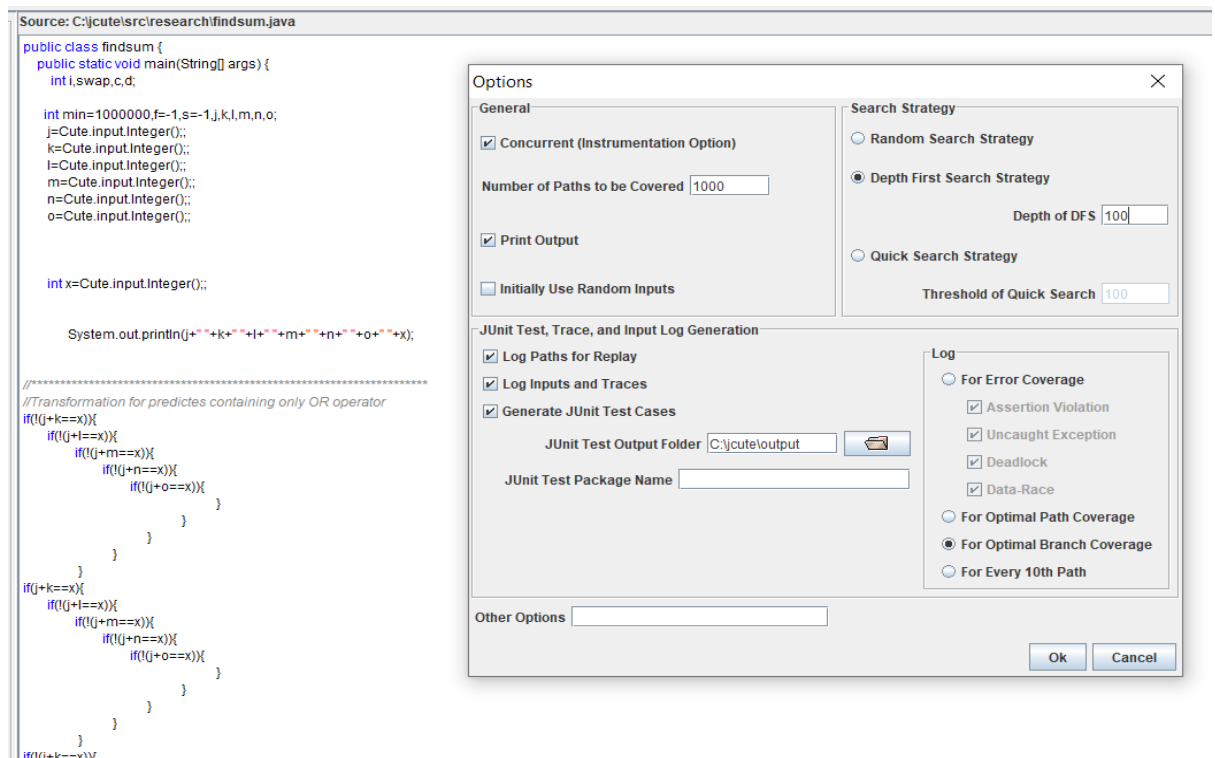 Source: C:\jcute\src\research\findsum.java
public class findsum {
public static void main(String[] args) {
int i,swap,c,d;
int min=1000000,f=-1,s=-1,j,k,l,m,n,o;
j=Cute.input.Integer();;
k=Cute.input.Integer();;
l=Cute.input.Integer();;
m=Cute.input.Integer();;
n=Cute.input.Integer();;
o=Cute.input.Integer();;
int x=Cute.input.Integer();;
System.out.println(j+" "+k+" "+l+" "+m+" "+n+" "+o+" "+x);
//*********************************************************************
//Transformation for predictes containing only OR operator
if(!(j+k==x)){
if(!(j+l==x)){
if(!(j+m==x)){
if(!(j+n==x)){
if(!(j+o==x)){
}
}
}
}
}
if(j+k==x){
if(!(j+l==x)){
if(!(j+m==x)){
if(!(j+n==x)){
if(!(j+o==x)){
}
}
}
}
}
if(!(j+k==x)){
Options
General
Concurrent (Instrumentation Option)
Number of Paths to be Covered 1000
Print Output
Initially Use Random Inputs
Search Strategy
Random Search Strategy
Depth First Search Strategy
Depth of DFS 100
Quick Search Strategy
Threshold of Quick Search 100
JUnit Test, Trace, and Input Log Generation
Log Paths for Replay
Log Inputs and Traces
Generate JUnit Test Cases
JUnit Test Output Folder C:\jcute\output
JUnit Test Package Name
Log
For Error Coverage
Assertion Violation
Uncaught Exception
Deadlock
Data-Race
For Optimal Path Coverage
For Optimal Branch Coverage
For Every 10th Path
Other Options
Ok Cancel